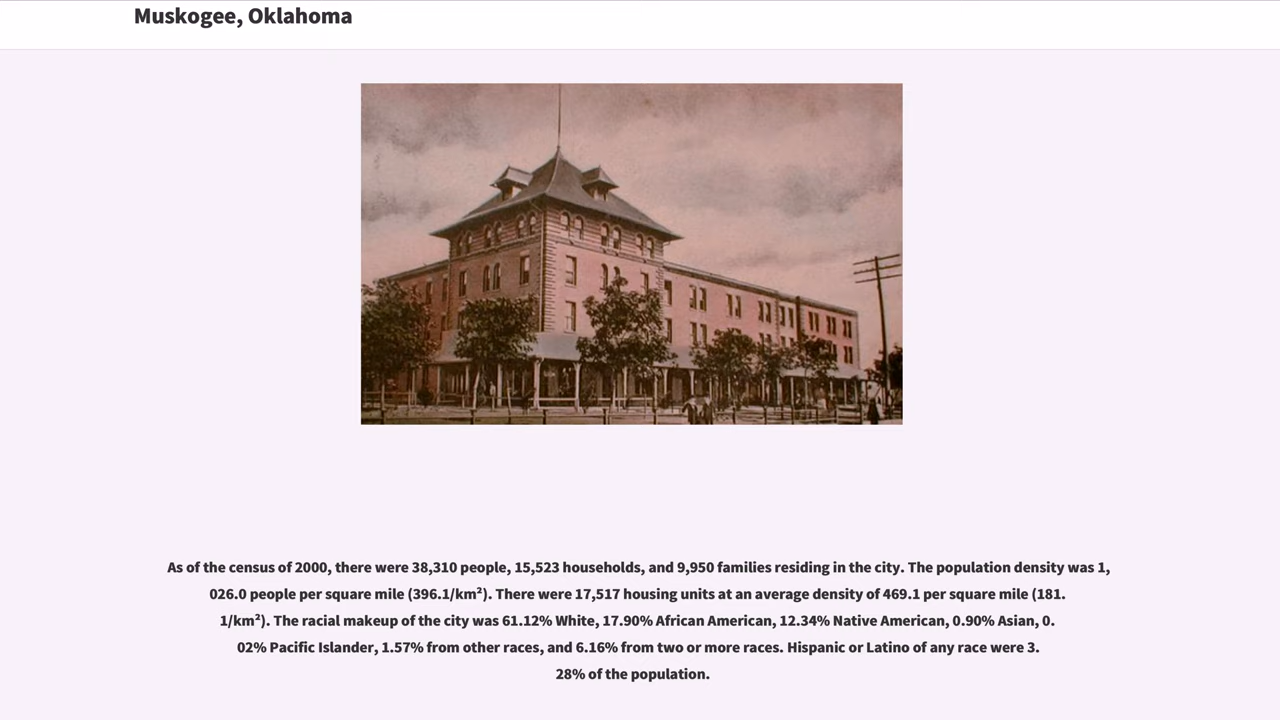 Muskogee, Oklahoma
As of the census of 2000, there were 38,310 people, 15,523 households, and 9,950 families residing in the city. The population density was 1,
026.0 people per square mile (396.1/km²). There were 17,517 housing units at an average density of 469.1 per square mile (181.
1/km²). The racial makeup of the city was 61.12% White, 17.90% African American, 12.34% Native American, 0.90% Asian, 0.
02% Pacific Islander, 1.57% from other races, and 6.16% from two or more races. Hispanic or Latino of any race were 3.
28% of the population.